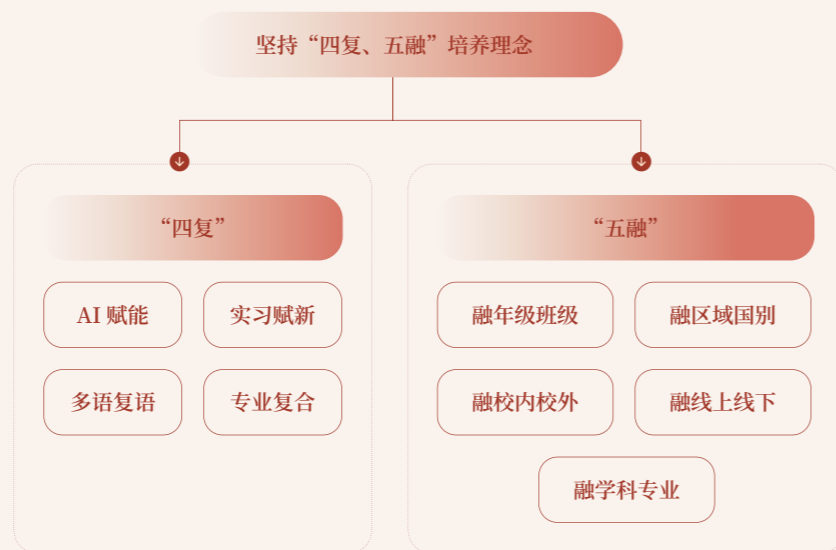 坚持“四复、五融”培养理念
“四复”
AI 赋能
实习赋新
多语复语
专业复合
“五融”
融年级班级
融区域国别
融校内校外
融线上线下
融学科专业